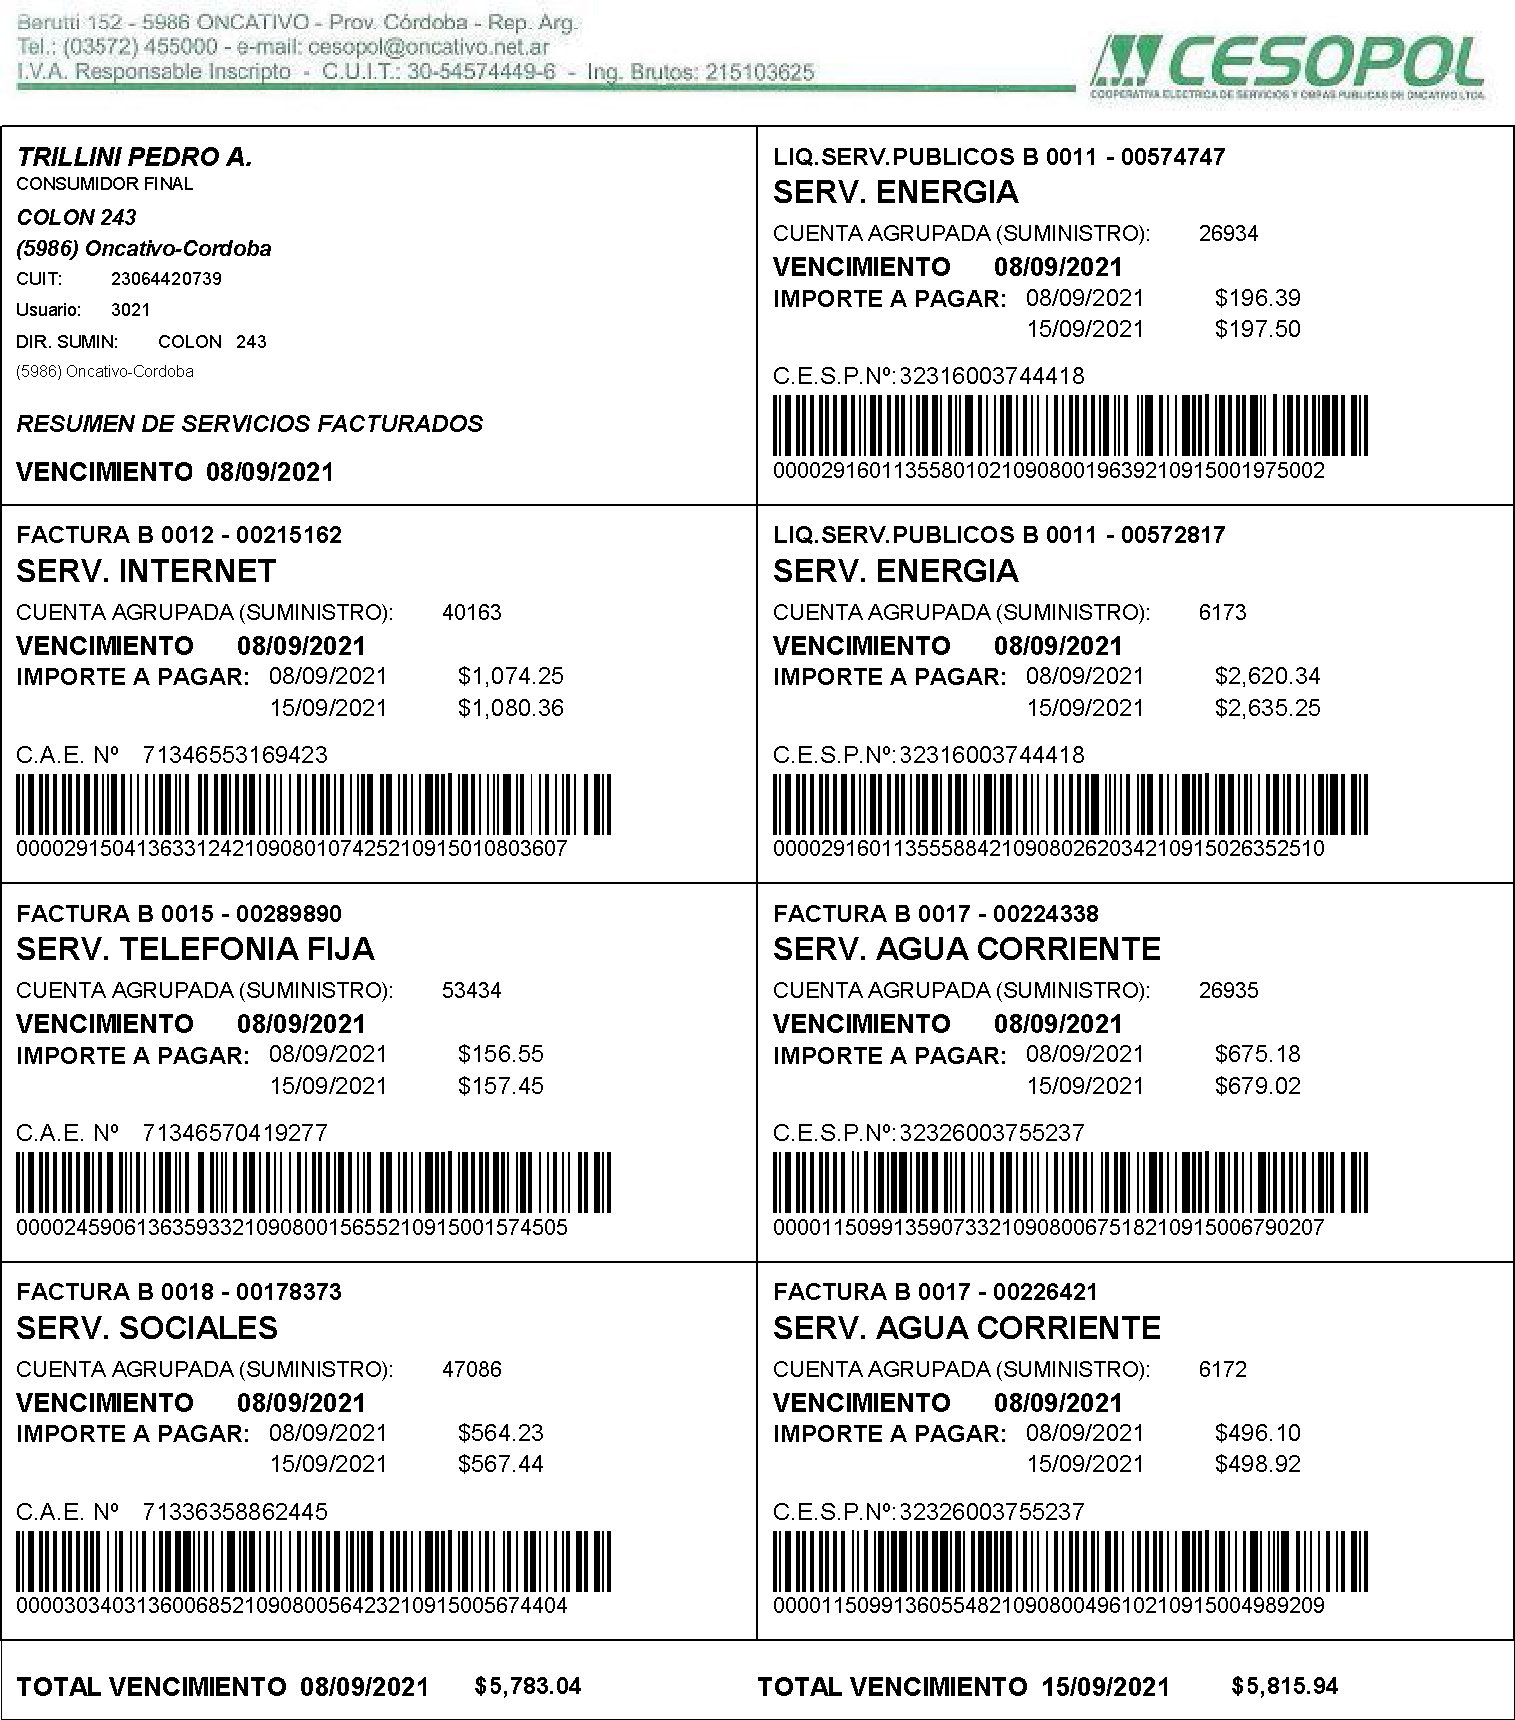 Berutti 152 - 5986 ONCATIVO - Prov. Córdoba - Rep. Arg.
Tel.: (03572) 455000 - e-mail: cesopol@oncativo.net.ar
I.V.A. Responsable Inscripto - C.U.I.T.: 30-54574449-6 - Ing. Brutos: 215103625
CESOPOL
COOPERATIVA ELECTRICA DE SERVICIOS Y OBRAS PUBLICAS DE ONCATIVO LTDA.
TRILLINI PEDRO A.
CONSUMIDOR FINAL
COLON 243
(5986) Oncativo-Cordoba
CUIT: 23064420739
Usuario: 3021
DIR. SUMIN: COLON 243
(5986) Oncativo-Cordoba
RESUMEN DE SERVICIOS FACTURADOS
VENCIMIENTO 08/09/2021
LIQ.SERV.PUBLICOS B 0011 - 00574747
SERV. ENERGIA
CUENTA AGRUPADA (SUMINISTRO): 26934
VENCIMIENTO 08/09/2021
IMPORTE A PAGAR: 08/09/2021 $196.39
15/09/2021 $197.50
C.E.S.P.Nº: 32316003744418
0000291601135580102109080019639210915001975002
FACTURA B 0012 - 00215162
SERV. INTERNET
CUENTA AGRUPADA (SUMINISTRO): 40163
VENCIMIENTO 08/09/2021
IMPORTE A PAGAR: 08/09/2021 $1,074.25
15/09/2021 $1,080.36
C.A.E. Nº 71346553169423
0000291504136331242109080107425210915010803607
LIQ.SERV.PUBLICOS B 0011 - 00572817
SERV. ENERGIA
CUENTA AGRUPADA (SUMINISTRO): 6173
VENCIMIENTO 08/09/2021
IMPORTE A PAGAR: 08/09/2021 $2,620.34
15/09/2021 $2,635.25
C.E.S.P.Nº: 32316003744418
0000291601135558842109080262034210915026352510
FACTURA B 0015 - 00289890
SERV. TELEFONIA FIJA
CUENTA AGRUPADA (SUMINISTRO): 53434
VENCIMIENTO 08/09/2021
IMPORTE A PAGAR: 08/09/2021 $156.55
15/09/2021 $157.45
C.A.E. Nº 71346570419277
0000245906136359332109080015655210915001574505
FACTURA B 0017 - 00224338
SERV. AGUA CORRIENTE
CUENTA AGRUPADA (SUMINISTRO): 26935
VENCIMIENTO 08/09/2021
IMPORTE A PAGAR: 08/09/2021 $675.18
15/09/2021 $679.02
C.E.S.P.Nº: 32326003755237
0000115099135907332109080067518210915006790207
FACTURA B 0018 - 00178373
SERV. SOCIALES
CUENTA AGRUPADA (SUMINISTRO): 47086
VENCIMIENTO 08/09/2021
IMPORTE A PAGAR: 08/09/2021 $564.23
15/09/2021 $567.44
C.A.E. Nº 71336358862445
0000303403136006852109080056423210915005674404
FACTURA B 0017 - 00226421
SERV. AGUA CORRIENTE
CUENTA AGRUPADA (SUMINISTRO): 6172
VENCIMIENTO 08/09/2021
IMPORTE A PAGAR: 08/09/2021 $496.10
15/09/2021 $498.92
C.E.S.P.Nº: 32326003755237
0000115099136055482109080049610210915004989209
TOTAL VENCIMIENTO 08/09/2021 $5,783.04
TOTAL VENCIMIENTO 15/09/2021 $5,815.94